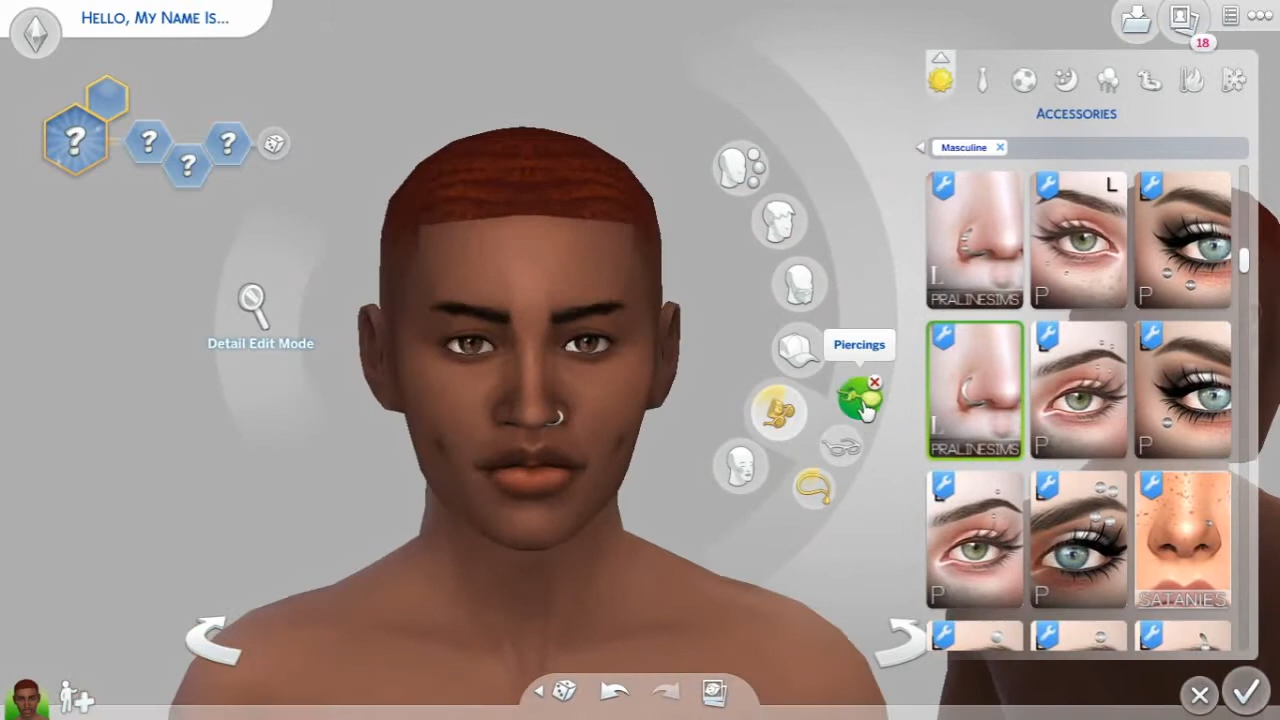 HELLO, MY NAME IS...
18
ACCESSORIES
Masculine
L
L
PRALINESIMS
P
P
Detail Edit Mode
Piercings
L
PRALINESIMS
P
P
P
P
SATANIES